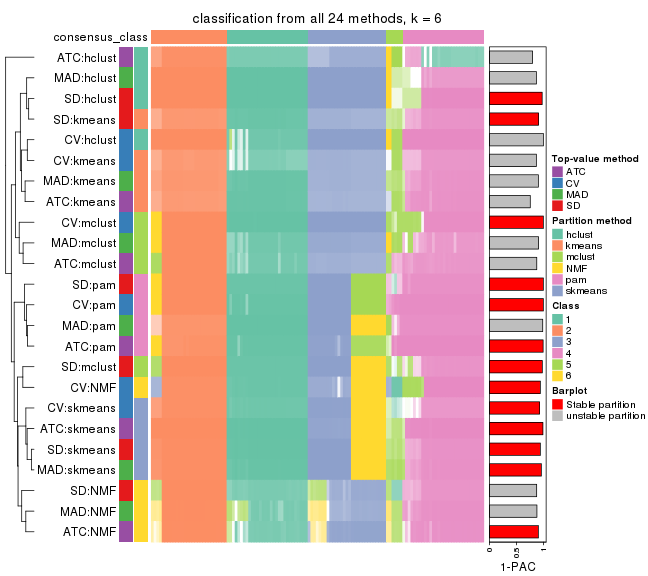 classification from all 24 methods, k = 6
consensus_class
ATC:hclust
MAD:hclust
SD:hclust
SD:kmeans
CV:hclust
CV:kmeans
MAD:kmeans
ATC:kmeans
CV:mclust
MAD:mclust
ATC:mclust
SD:pam
CV:pam
MAD:pam
ATC:pam
SD:mclust
CV:NMF
CV:skmeans
ATC:skmeans
SD:skmeans
MAD:skmeans
SD:NMF
MAD:NMF
ATC:NMF
0 0.5 1
1-PAC
Top-value method
ATC
CV
MAD
SD
Partition method
hclust
kmeans
mclust
NMF
pam
skmeans
Class
1
2
3
4
5
6
Barplot
Stable partition
unstable partition